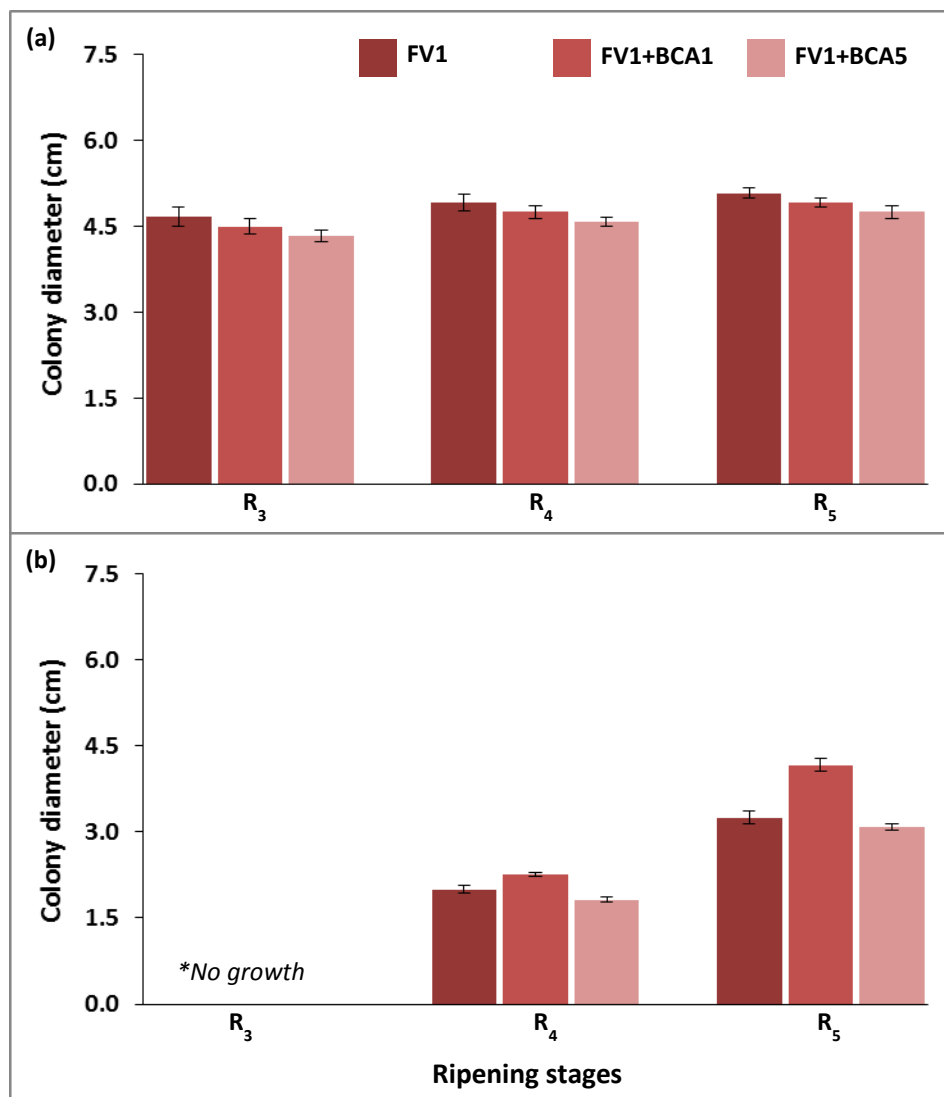 (a)
FV1 FV1+BCA1 FV1+BCA5
Colony diameter (cm)
7.5
6.0
4.5
3.0
1.5
0.0
R₃ R₄ R₅
(b)
Colony diameter (cm)
7.5
6.0
4.5
3.0
1.5
0.0
*No growth
R₃ R₄ R₅
Ripening stages